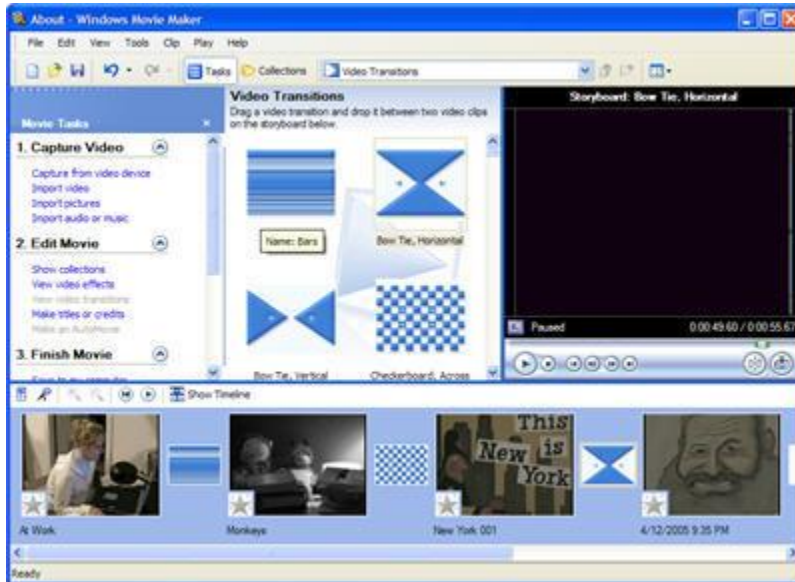 About - Windows Movie Maker
File Edit View Tools Clip Play Help
Tasks Collections Video Transitions
Movie Tasks
1. Capture Video
Capture from video device
Import video
Import pictures
Import audio or music
2. Edit Movie
Show collections
View video effects
View video transitions
Make titles or credits
Make an AutoMovie
3. Finish Movie
Save to my computer
Video Transitions
Drag a video transition and drop it between two video clips
on the storyboard below.
Name: Bars
Bow Tie, Horizontal
Bow Tie, Vertical
Checkerboard, Across
Storyboard: Bow Tie, Horizontal
Paused 0:00:49.60 / 0:00:55.67
Show Timeline
This
New is
York
At Work
Monkeys
New York 001
4/12/2005 9:35 PM
Ready